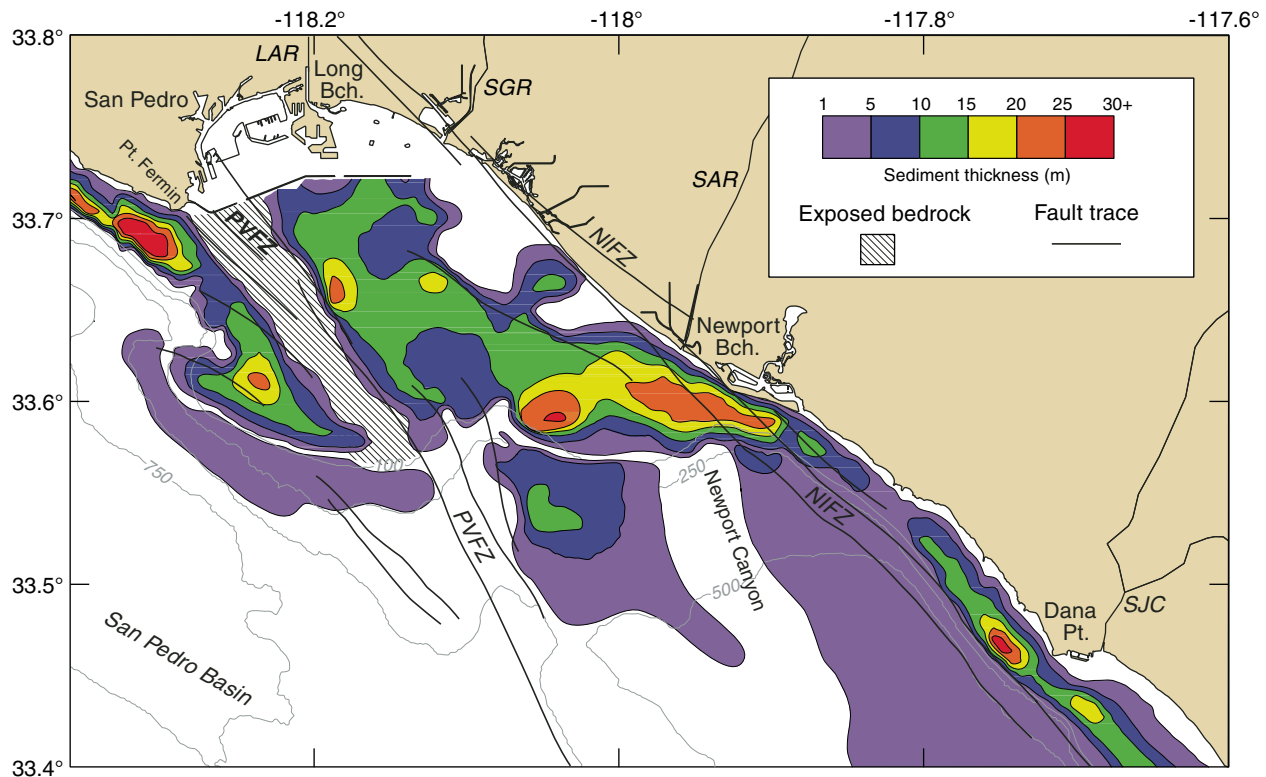 -118.2° -118° -117.8° -117.6°
33.8°
33.7°
33.6°
33.5°
33.4°
LAR
Long
Bch.
SGR
San Pedro
Pt. Fermin
PVFZ
SAR
NIFZ
1 5 10 15 20 25 30+
Sediment thickness (m)
Exposed bedrock
Fault trace
Newport
Bch.
100
250
750
500
PVFZ
Newport Canyon
NIFZ
San Pedro Basin
Dana
Pt.
SJC